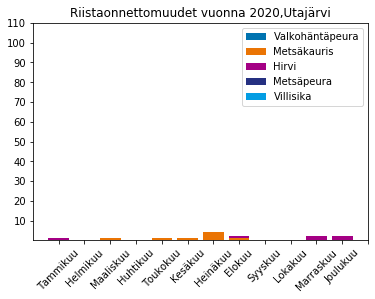 Riistaonnettomuudet vuonna 2020,Utajärvi
110
100
90
80
70
60
50
40
30
20
10
Valkohäntäpeura
Metsäkauris
Hirvi
Metsäpeura
Villisika
Tammikuu
Helmikuu
Maaliskuu
Huhtikuu
Toukokuu
Kesäkuu
Heinäkuu
Elokuu
Syyskuu
Lokakuu
Marraskuu
Joulukuu